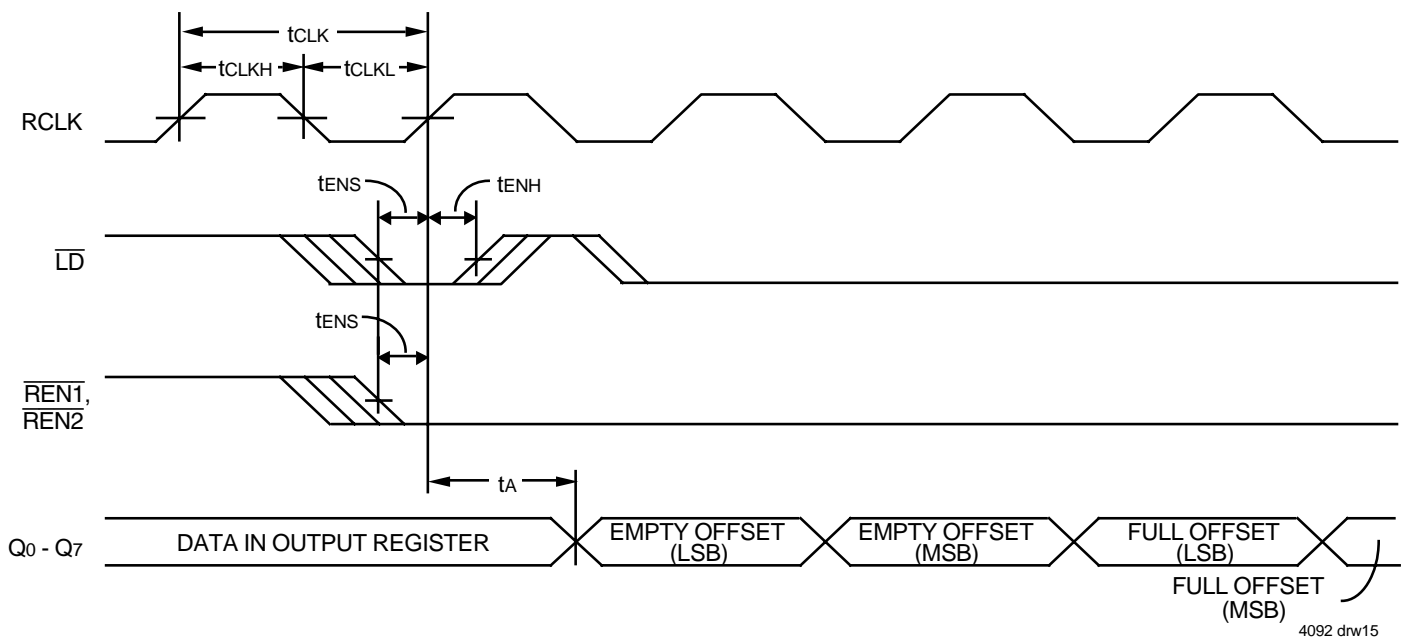 tCLK
tCLKH tCLKL
RCLK
tENS tENH
LD
tENS
REN1,
REN2
tA
Q0 - Q7 DATA IN OUTPUT REGISTER EMPTY OFFSET (LSB) EMPTY OFFSET (MSB) FULL OFFSET (LSB)
FULL OFFSET
(MSB)
4092 drw15